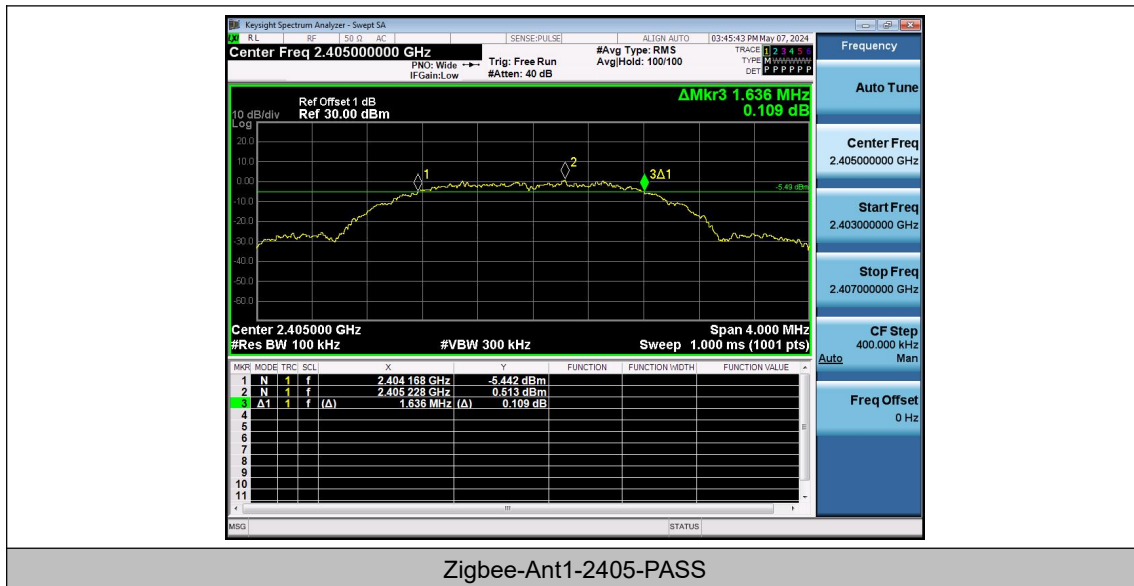 Keysight Spectrum Analyzer - Swept SA
RL RF 50 Ω AC SENSE:PULSE ALIGN AUTO 03:45:43 PM May 07, 2024
Center Freq 2.405000000 GHz
PNO: Wide
IFGain:Low
Trig: Free Run
#Atten: 40 dB
#Avg Type: RMS
Avg|Hold: 100/100
TRACE 1 2 3 4 5 6
TYPE M WWWWW
DET P P P P P P
ΔMkr3 1.636 MHz
0.109 dB
Ref Offset 1 dB
10 dB/div Ref 30.00 dBm
Log
20.0
10.0
0.00
-10.0
-20.0
-30.0
-40.0
-50.0
-60.0
1
2
3Δ1
-5.49 dBm
Center 2.405000 GHz Span 4.000 MHz
#Res BW 100 kHz #VBW 300 kHz Sweep 1.000 ms (1001 pts)
MKR MODE TRC SCL X Y FUNCTION FUNCTION WIDTH FUNCTION VALUE
1 N 1 f 2.404 168 GHz -5.442 dBm
2 N 1 f 2.405 228 GHz 0.513 dBm
3 Δ1 1 f (Δ) 1.636 MHz (Δ) 0.109 dB
4
5
6
7
8
9
10
11
MSG STATUS
Frequency
Auto Tune
Center Freq
2.405000000 GHz
Start Freq
2.403000000 GHz
Stop Freq
2.407000000 GHz
CF Step
400.000 kHz
Auto Man
Freq Offset
0 Hz
Zigbee-Ant1-2405-PASS